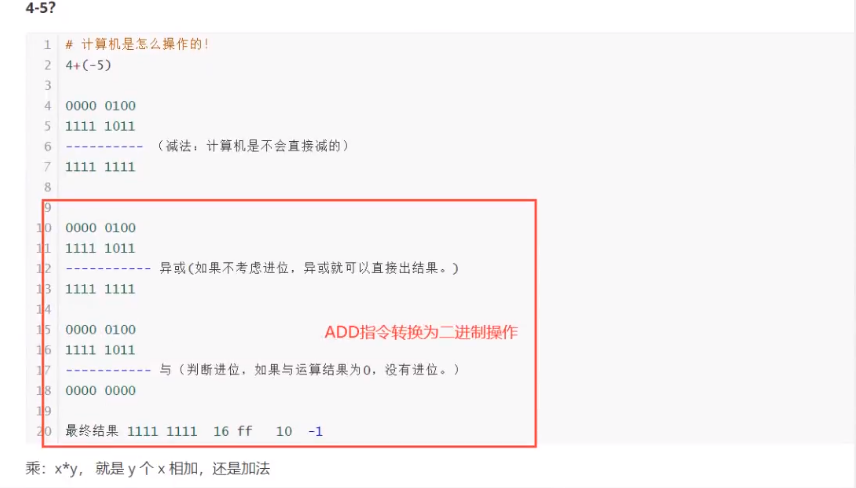 4-5?
1 # 计算机是怎么操作的！
2 4+(-5)
3
4 0000 0100
5 1111 1011
6 ---------- （减法：计算机是不会直接减的）
7 1111 1111
8
9
10 0000 0100
11 1111 1011
12 ----------- 异或(如果不考虑进位，异或就可以直接出结果。)
13 1111 1111
14
15 0000 0100
ADD指令转换为二进制操作
16 1111 1011
17 ----------- 与（判断进位，如果与运算结果为0，没有进位。）
18 0000 0000
19
20 最终结果 1111 1111 16 ff 10 -1
乘：x*y， 就是 y 个 x 相加，还是加法